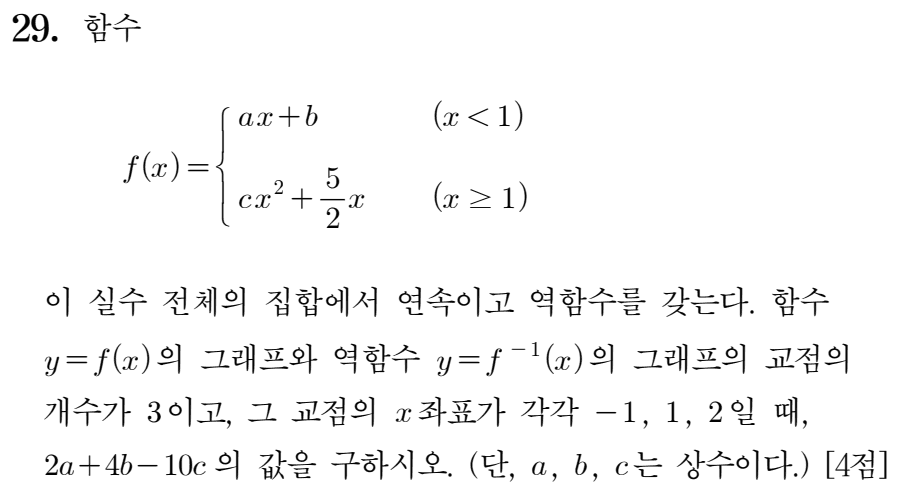 29. 함수
f(x) = { ax+b (x < 1)
cx² + 5/2 x (x ≥ 1)
이 실수 전체의 집합에서 연속이고 역함수를 갖는다. 함수
y=f(x)의 그래프와 역함수 y=f⁻¹(x)의 그래프의 교점의
개수가 3이고, 그 교점의 x좌표가 각각 −1, 1, 2일 때,
2a+4b−10c의 값을 구하시오. (단, a, b, c는 상수이다.) [4점]